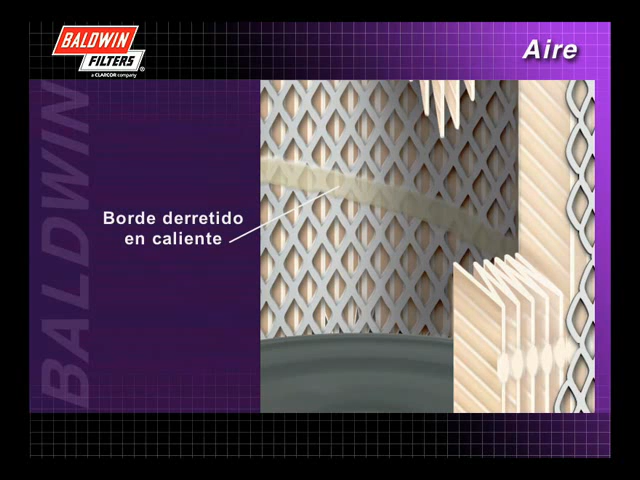 BALDWIN
FILTERS®
a CLARCOR company
Aire
BALDWIN
Borde derretido
en caliente